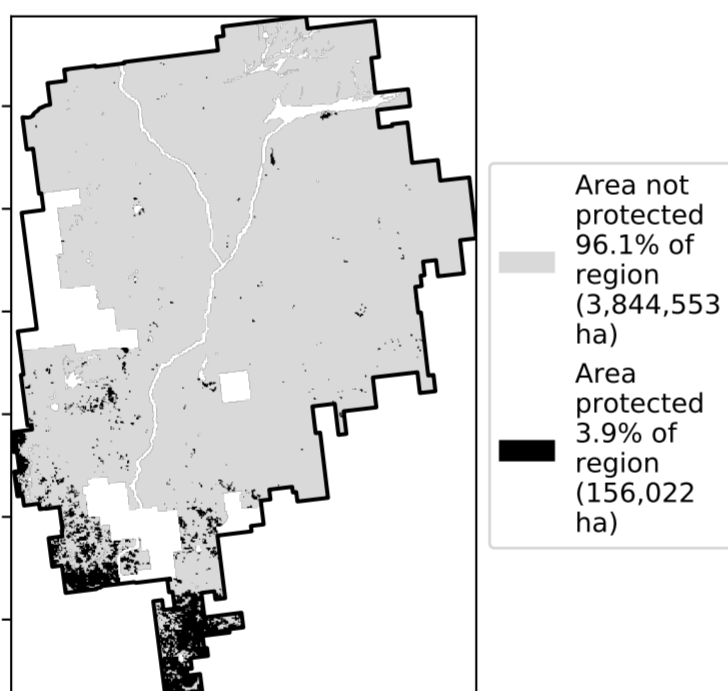 Area not
protected
96.1% of
region
(3,844,553
ha)
Area
protected
3.9% of
region
(156,022
ha)